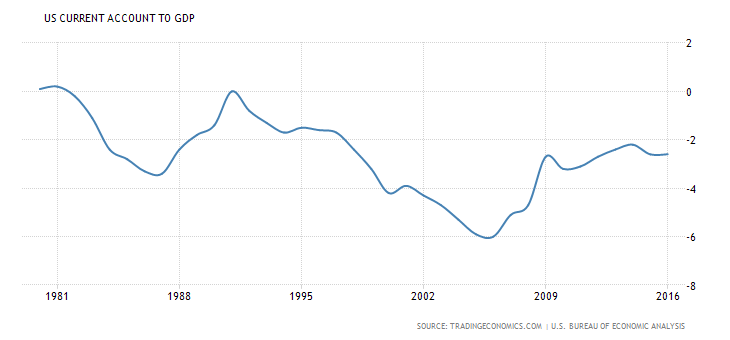 US CURRENT ACCOUNT TO GDP
2
0
-2
-4
-6
-8
1981 1988 1995 2002 2009 2016
SOURCE: TRADINGECONOMICS.COM | U.S. BUREAU OF ECONOMIC ANALYSIS